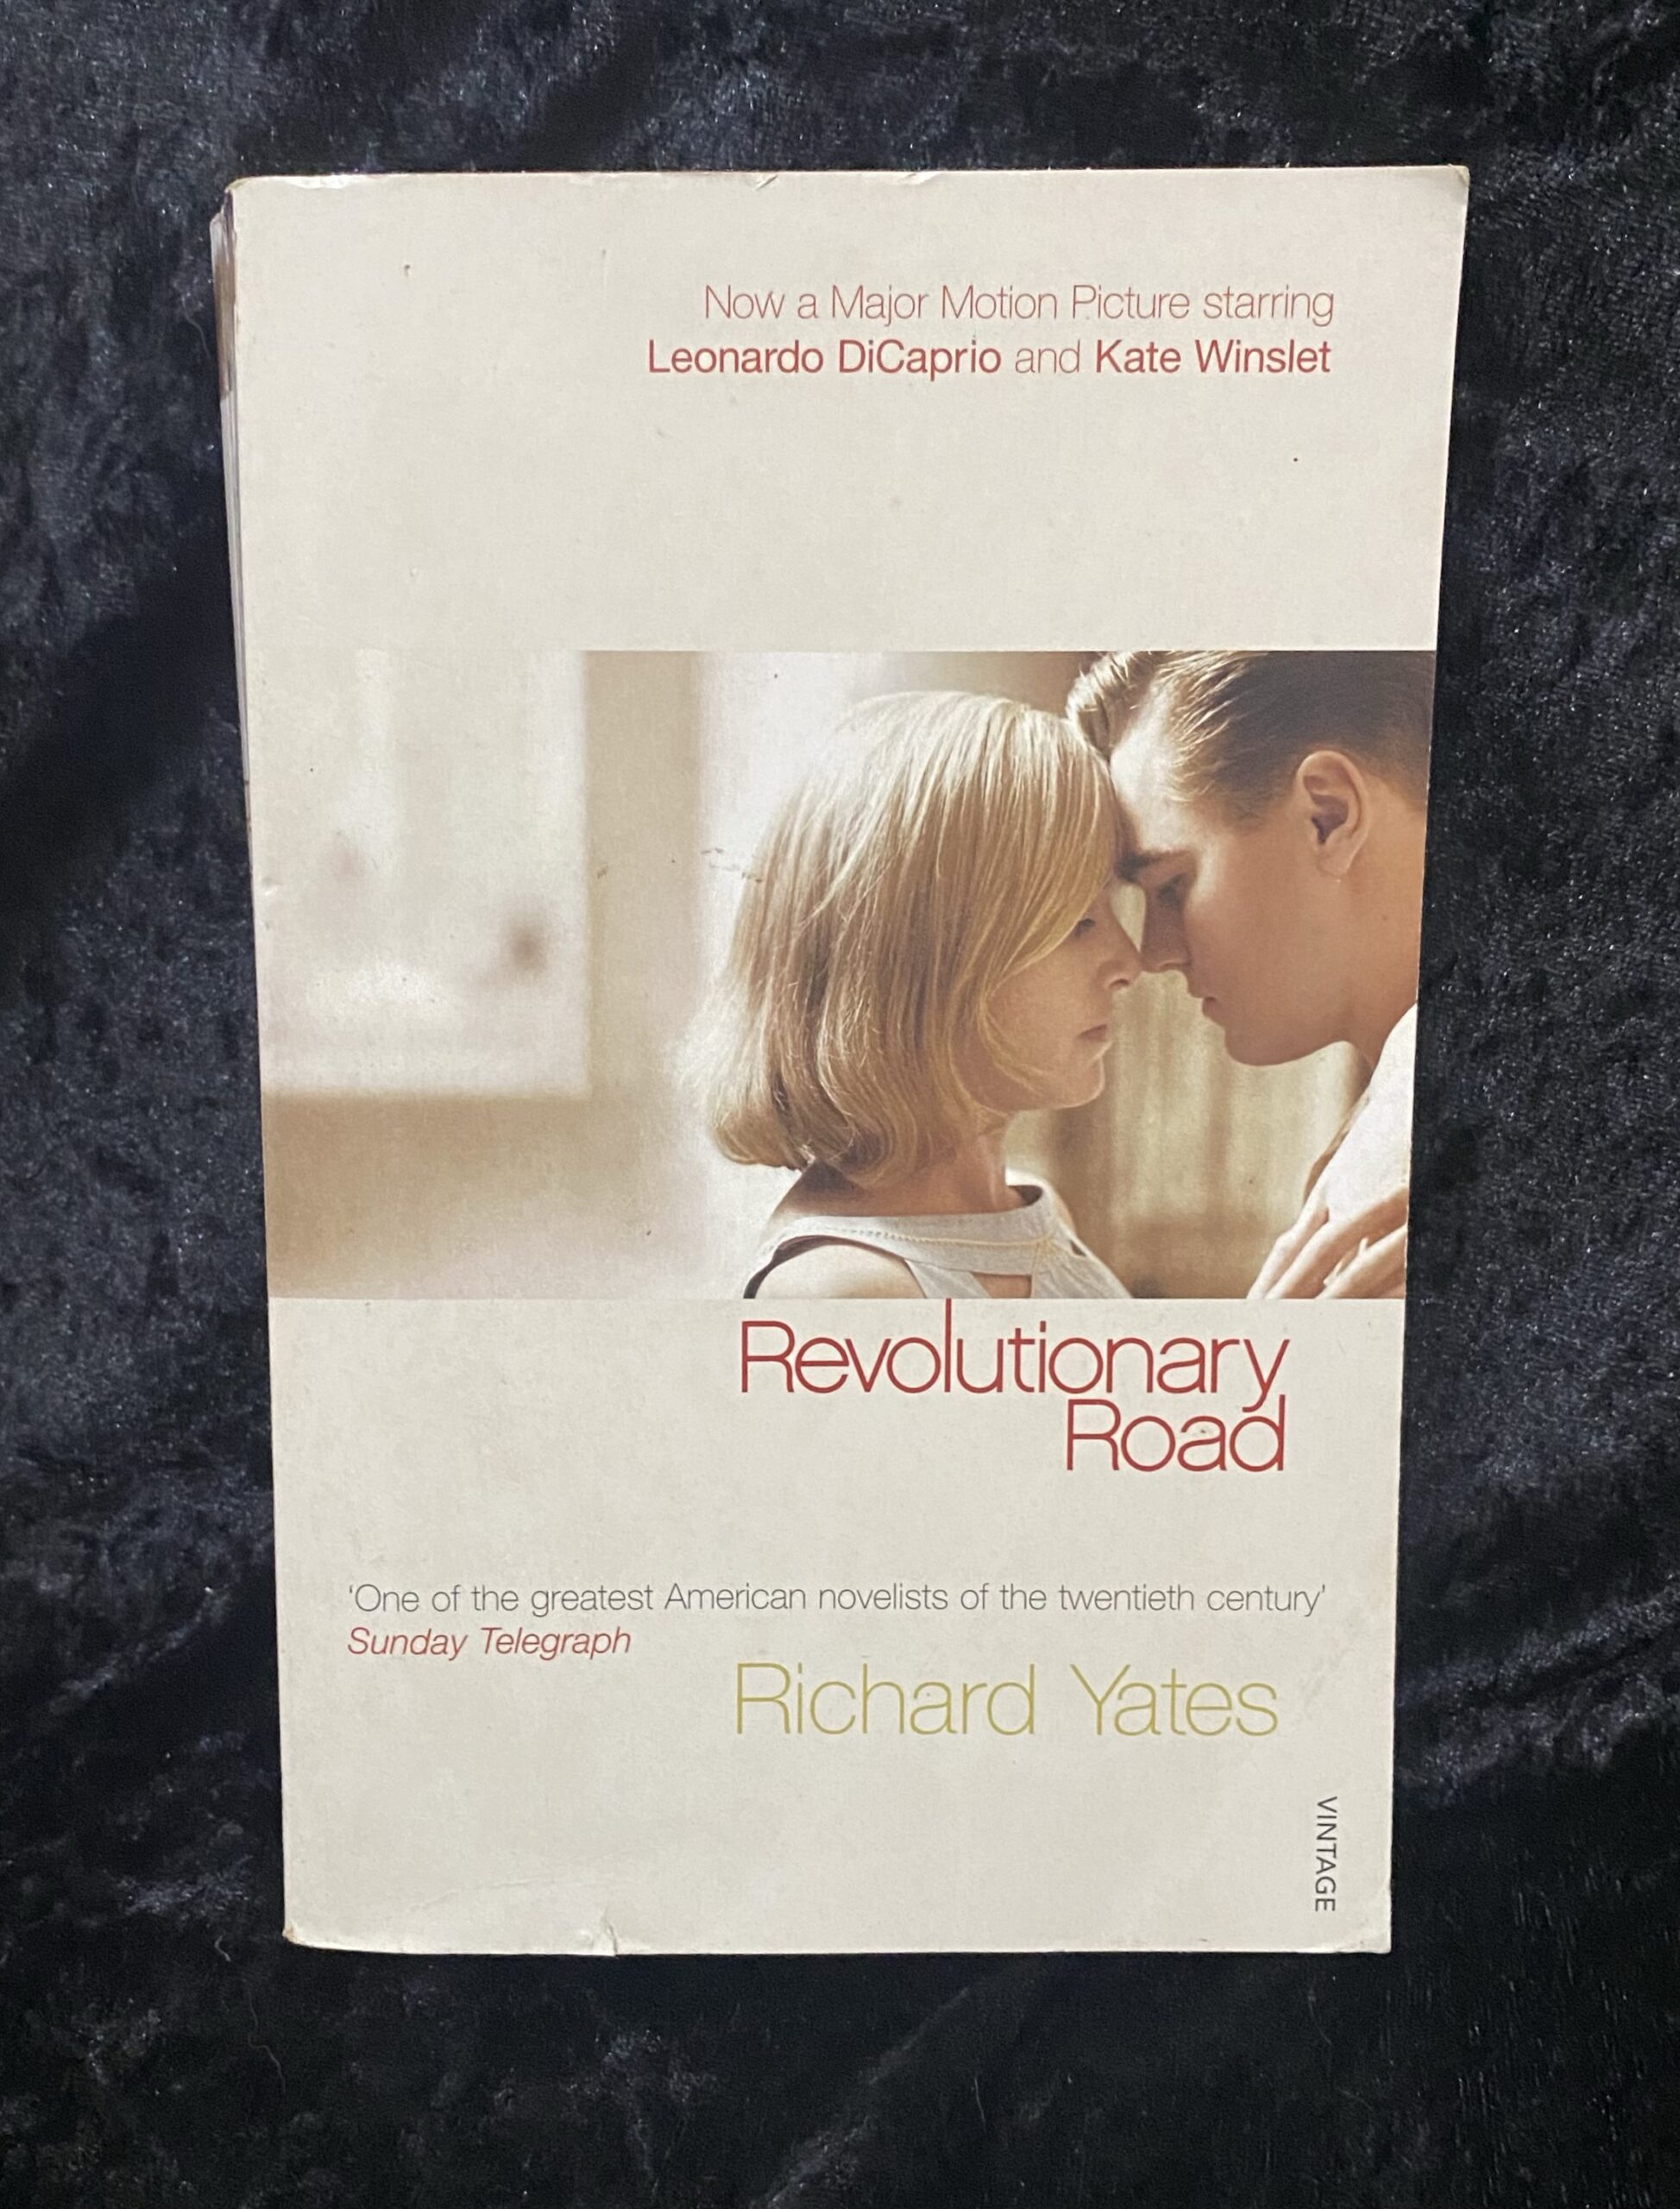 Now a Major Motion Picture starring
Leonardo DiCaprio and Kate Winslet
Revolutionary
Road
‘One of the greatest American novelists of the twentieth century’
Sunday Telegraph
Richard Yates
VINTAGE